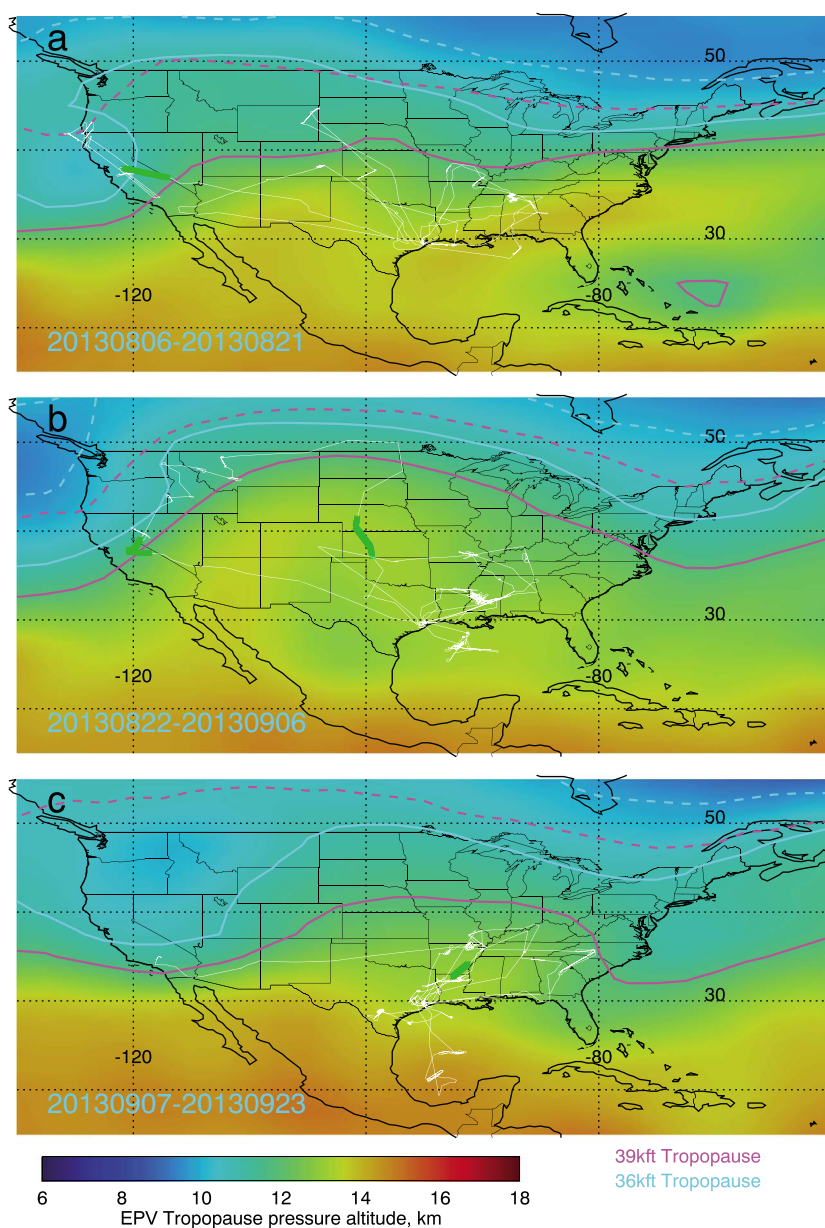 a
50
30
-120
-80
20130806-20130821
b
50
30
-120
-80
20130822-20130906
c
50
30
-120
-80
20130907-20130923
6 8 10 12 14 16 18
EPV Tropopause pressure altitude, km
39kft Tropopause
36kft Tropopause